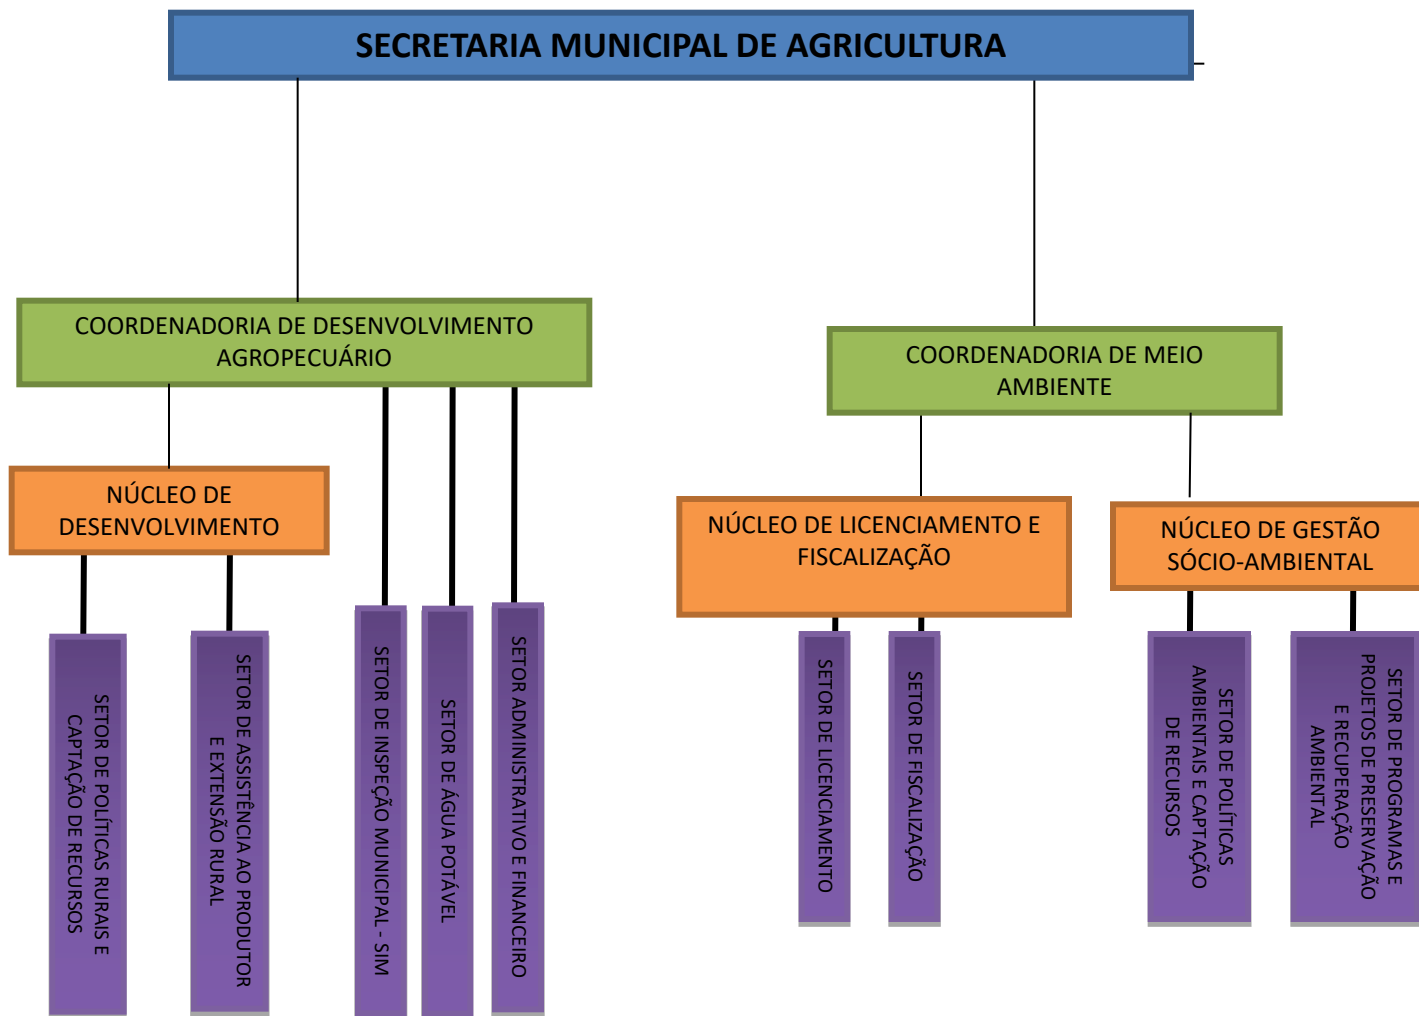 SECRETARIA MUNICIPAL DE AGRICULTURA
COORDENADORIA DE DESENVOLVIMENTO
AGROPECUÁRIO
COORDENADORIA DE MEIO
AMBIENTE
NÚCLEO DE
DESENVOLVIMENTO
NÚCLEO DE LICENCIAMENTO E
FISCALIZAÇÃO
NÚCLEO DE GESTÃO
SÓCIO-AMBIENTAL
SETOR DE POLÍTICAS RURAIS E
CAPTAÇÃO DE RECURSOS
SETOR DE ASSISTÊNCIA AO PRODUTOR
E EXTENSÃO RURAL
SETOR DE INSPEÇÃO MUNICIPAL - SIM
SETOR DE ÁGUA POTÁVEL
SETOR ADMINISTRATIVO E FINANCEIRO
SETOR DE LICENCIAMENTO
SETOR DE FISCALIZAÇÃO
SETOR DE POLÍTICAS
AMBIENTAIS E CAPTAÇÃO
DE RECURSOS
SETOR DE PROGRAMAS E
PROJETOS DE PRESERVAÇÃO
E RECUPERAÇÃO
AMBIENTAL